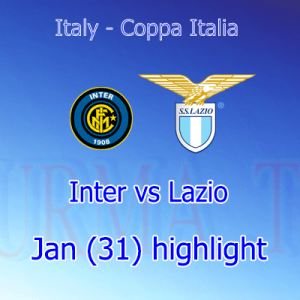 Italy - Coppa Italia
INTER
1908
S.S.LAZIO
Inter vs Lazio
Jan (31) highlight